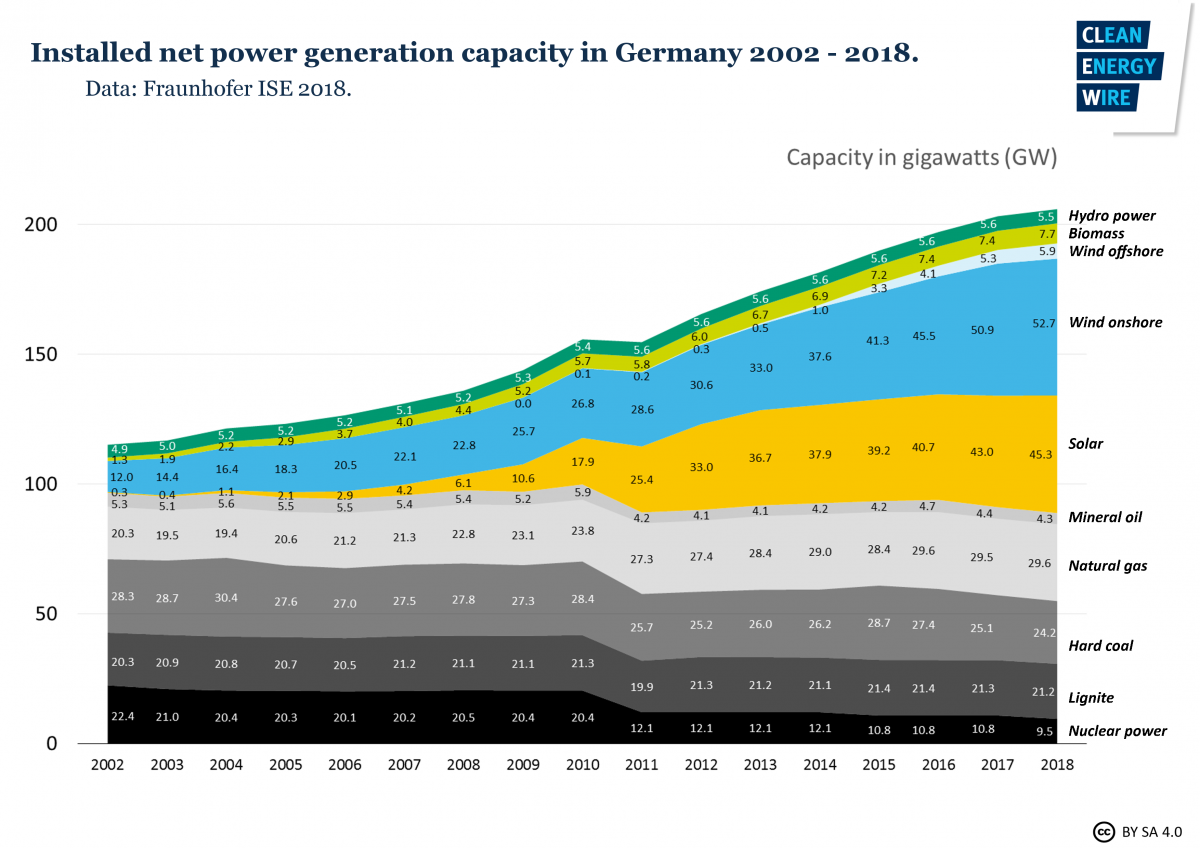 Installed net power generation capacity in Germany 2002 - 2018.
Data: Fraunhofer ISE 2018.
CLEAN
ENERGY
WIRE
Capacity in gigawatts (GW)
200
150
100
50
0
4.9 5.0 5.2 5.2 5.2 5.1 5.2 5.3 5.4 5.6 5.6 5.6 5.6 5.6 5.6 5.6 5.5 Hydro power
1.3 1.9 2.2 2.9 3.7 4.0 4.4 5.2 5.7 5.8 6.0 6.7 6.9 7.2 7.4 7.4 7.7 Biomass
0.0 0.1 0.2 0.3 0.5 1.0 3.3 4.1 5.3 5.9 Wind offshore
12.0 14.4 16.4 18.3 20.5 22.1 22.8 25.7 26.8 28.6 30.6 33.0 37.6 41.3 45.5 50.9 52.7 Wind onshore
0.3 0.4 1.1 2.1 2.9 4.2 6.1 10.6 17.9 25.4 33.0 36.7 37.9 39.2 40.7 43.0 45.3 Solar
5.3 5.1 5.6 5.5 5.5 5.4 5.4 5.2 5.9 4.2 4.1 4.1 4.2 4.2 4.7 4.4 4.3 Mineral oil
20.3 19.5 19.4 20.6 21.2 21.3 22.8 23.1 23.8 27.3 27.4 28.4 29.0 28.4 29.6 29.5 29.6 Natural gas
28.3 28.7 30.4 27.6 27.0 27.5 27.8 27.3 28.4 25.7 25.2 26.0 26.2 28.7 27.4 25.1 24.2 Hard coal
20.3 20.9 20.8 20.7 20.5 21.2 21.1 21.1 21.3 19.9 21.3 21.2 21.1 21.4 21.4 21.3 21.2 Lignite
22.4 21.0 20.4 20.3 20.1 20.2 20.5 20.4 20.4 12.1 12.1 12.1 12.1 10.8 10.8 10.8 9.5 Nuclear power
2002 2003 2004 2005 2006 2007 2008 2009 2010 2011 2012 2013 2014 2015 2016 2017 2018
cc BY SA 4.0